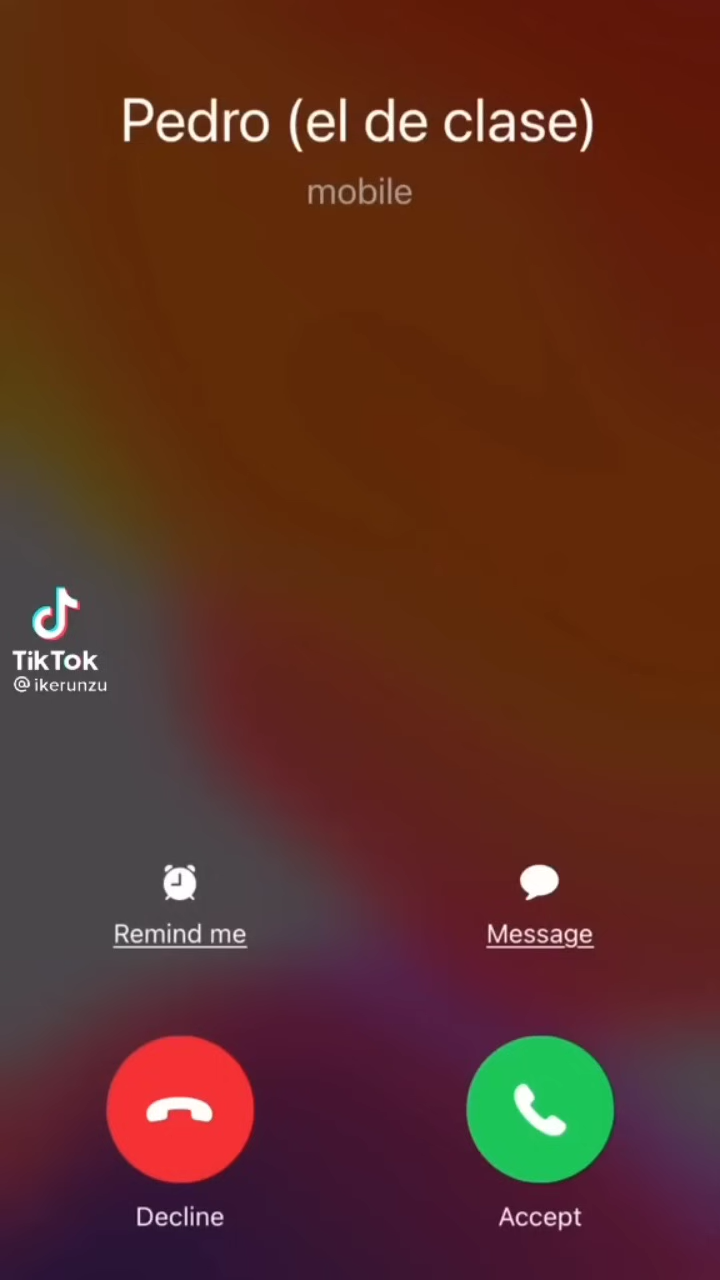 Pedro (el de clase)
mobile
TikTok
@ikerunzu
Remind me
Message
Decline
Accept